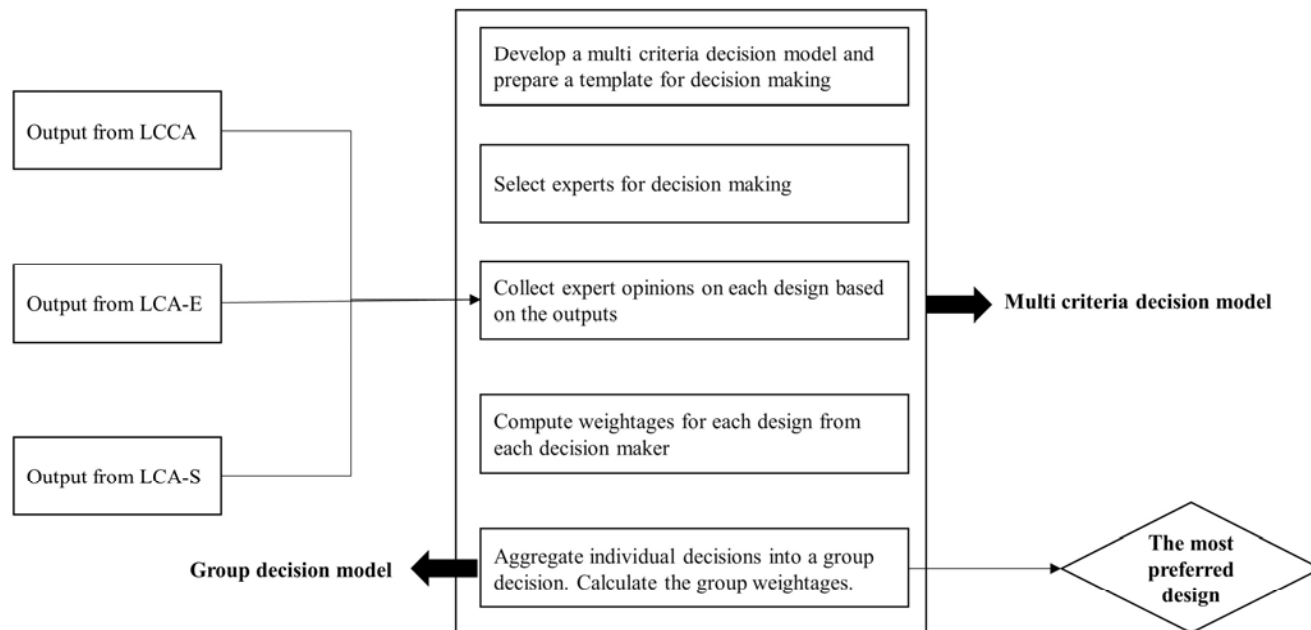 Output from LCCA
Output from LCA-E
Output from LCA-S
Develop a multi criteria decision model and
prepare a template for decision making
Select experts for decision making
Collect expert opinions on each design based
on the outputs
Compute weightages for each design from
each decision maker
Aggregate individual decisions into a group
decision. Calculate the group weightages.
Multi criteria decision model
Group decision model
The most
preferred
design